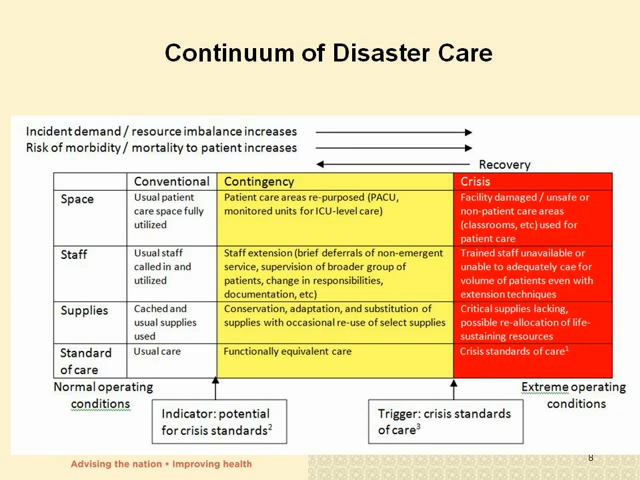 Continuum of Disaster Care
Incident demand / resource imbalance increases
Risk of morbidity / mortality to patient increases
Recovery
Conventional Contingency Crisis
Space
Usual patient
care space fully
utilized
Patient care areas re-purposed (PACU,
monitored units for ICU-level care)
Facility damaged / unsafe or
non-patient care areas
(classrooms, etc) used for
patient care
Staff
Usual staff
called in and
utilized
Staff extension (brief deferrals of non-emergent
service, supervision of broader group of
patients, change in responsibilities,
documentation, etc)
Trained staff unavailable or
unable to adequately cae for
volume of patients even with
extension techniques
Supplies
Cached and
usual supplies
used
Conservation, adaptation, and substitution of
supplies with occasional re-use of select supplies
Critical supplies lacking,
possible re-allocation of life-
sustaining resources
Standard
of care
Usual care
Functionally equivalent care
Crisis standards of care¹
Normal operating
conditions
Extreme operating
conditions
Indicator: potential
for crisis standards²
Trigger: crisis standards
of care³
Advising the nation • Improving health
8